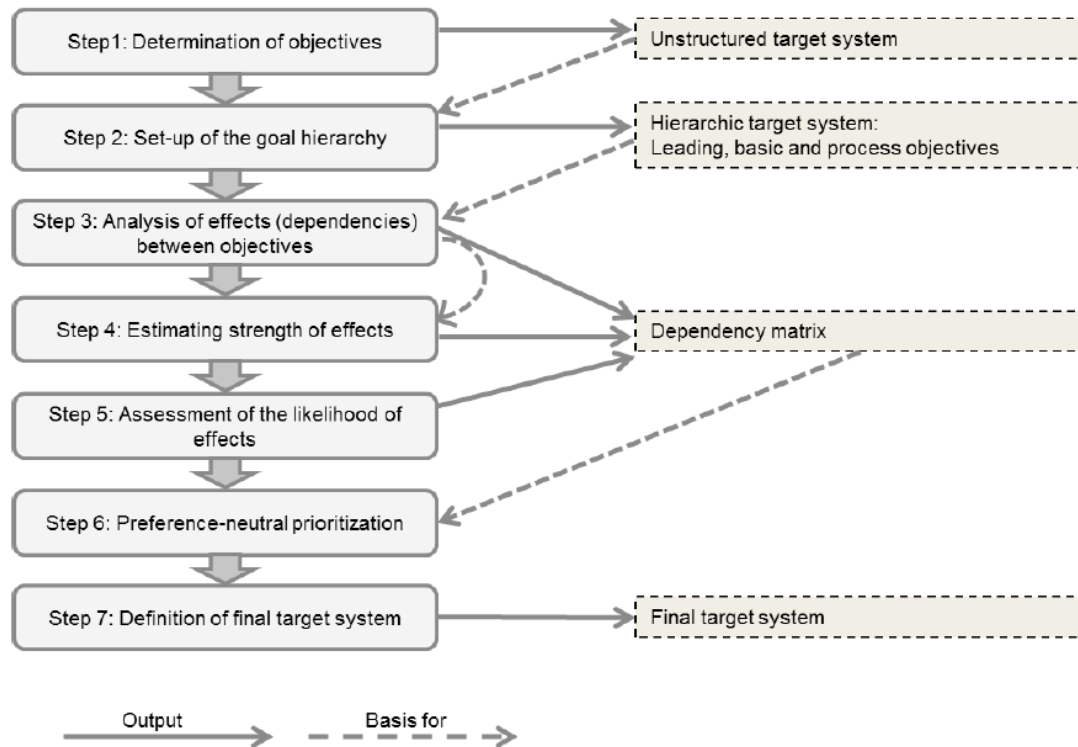 Step1: Determination of objectives
Unstructured target system
Step 2: Set-up of the goal hierarchy
Hierarchic target system:
Leading, basic and process objectives
Step 3: Analysis of effects (dependencies)
between objectives
Step 4: Estimating strength of effects
Dependency matrix
Step 5: Assessment of the likelihood of
effects
Step 6: Preference-neutral prioritization
Step 7: Definition of final target system
Final target system
Output
Basis for